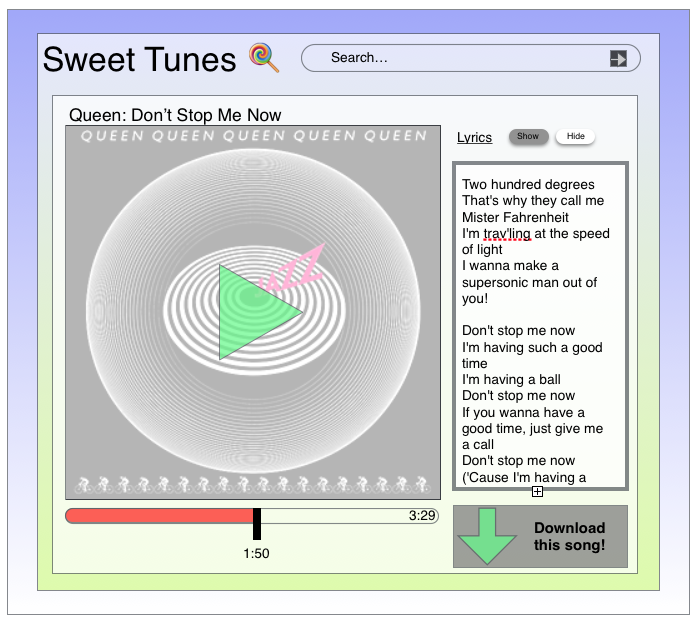 Sweet Tunes
Search...
Queen: Don't Stop Me Now
QUEEN QUEEN QUEEN QUEEN QUEEN
JAZZ
Lyrics
Show
Hide
Two hundred degrees
That's why they call me
Mister Fahrenheit
I'm trav'ling at the speed
of light
I wanna make a
supersonic man out of
you!
Don't stop me now
I'm having such a good
time
I'm having a ball
Don't stop me now
If you wanna have a
good time, just give me
a call
Don't stop me now
('Cause I'm having a
3:29
1:50
Download
this song!